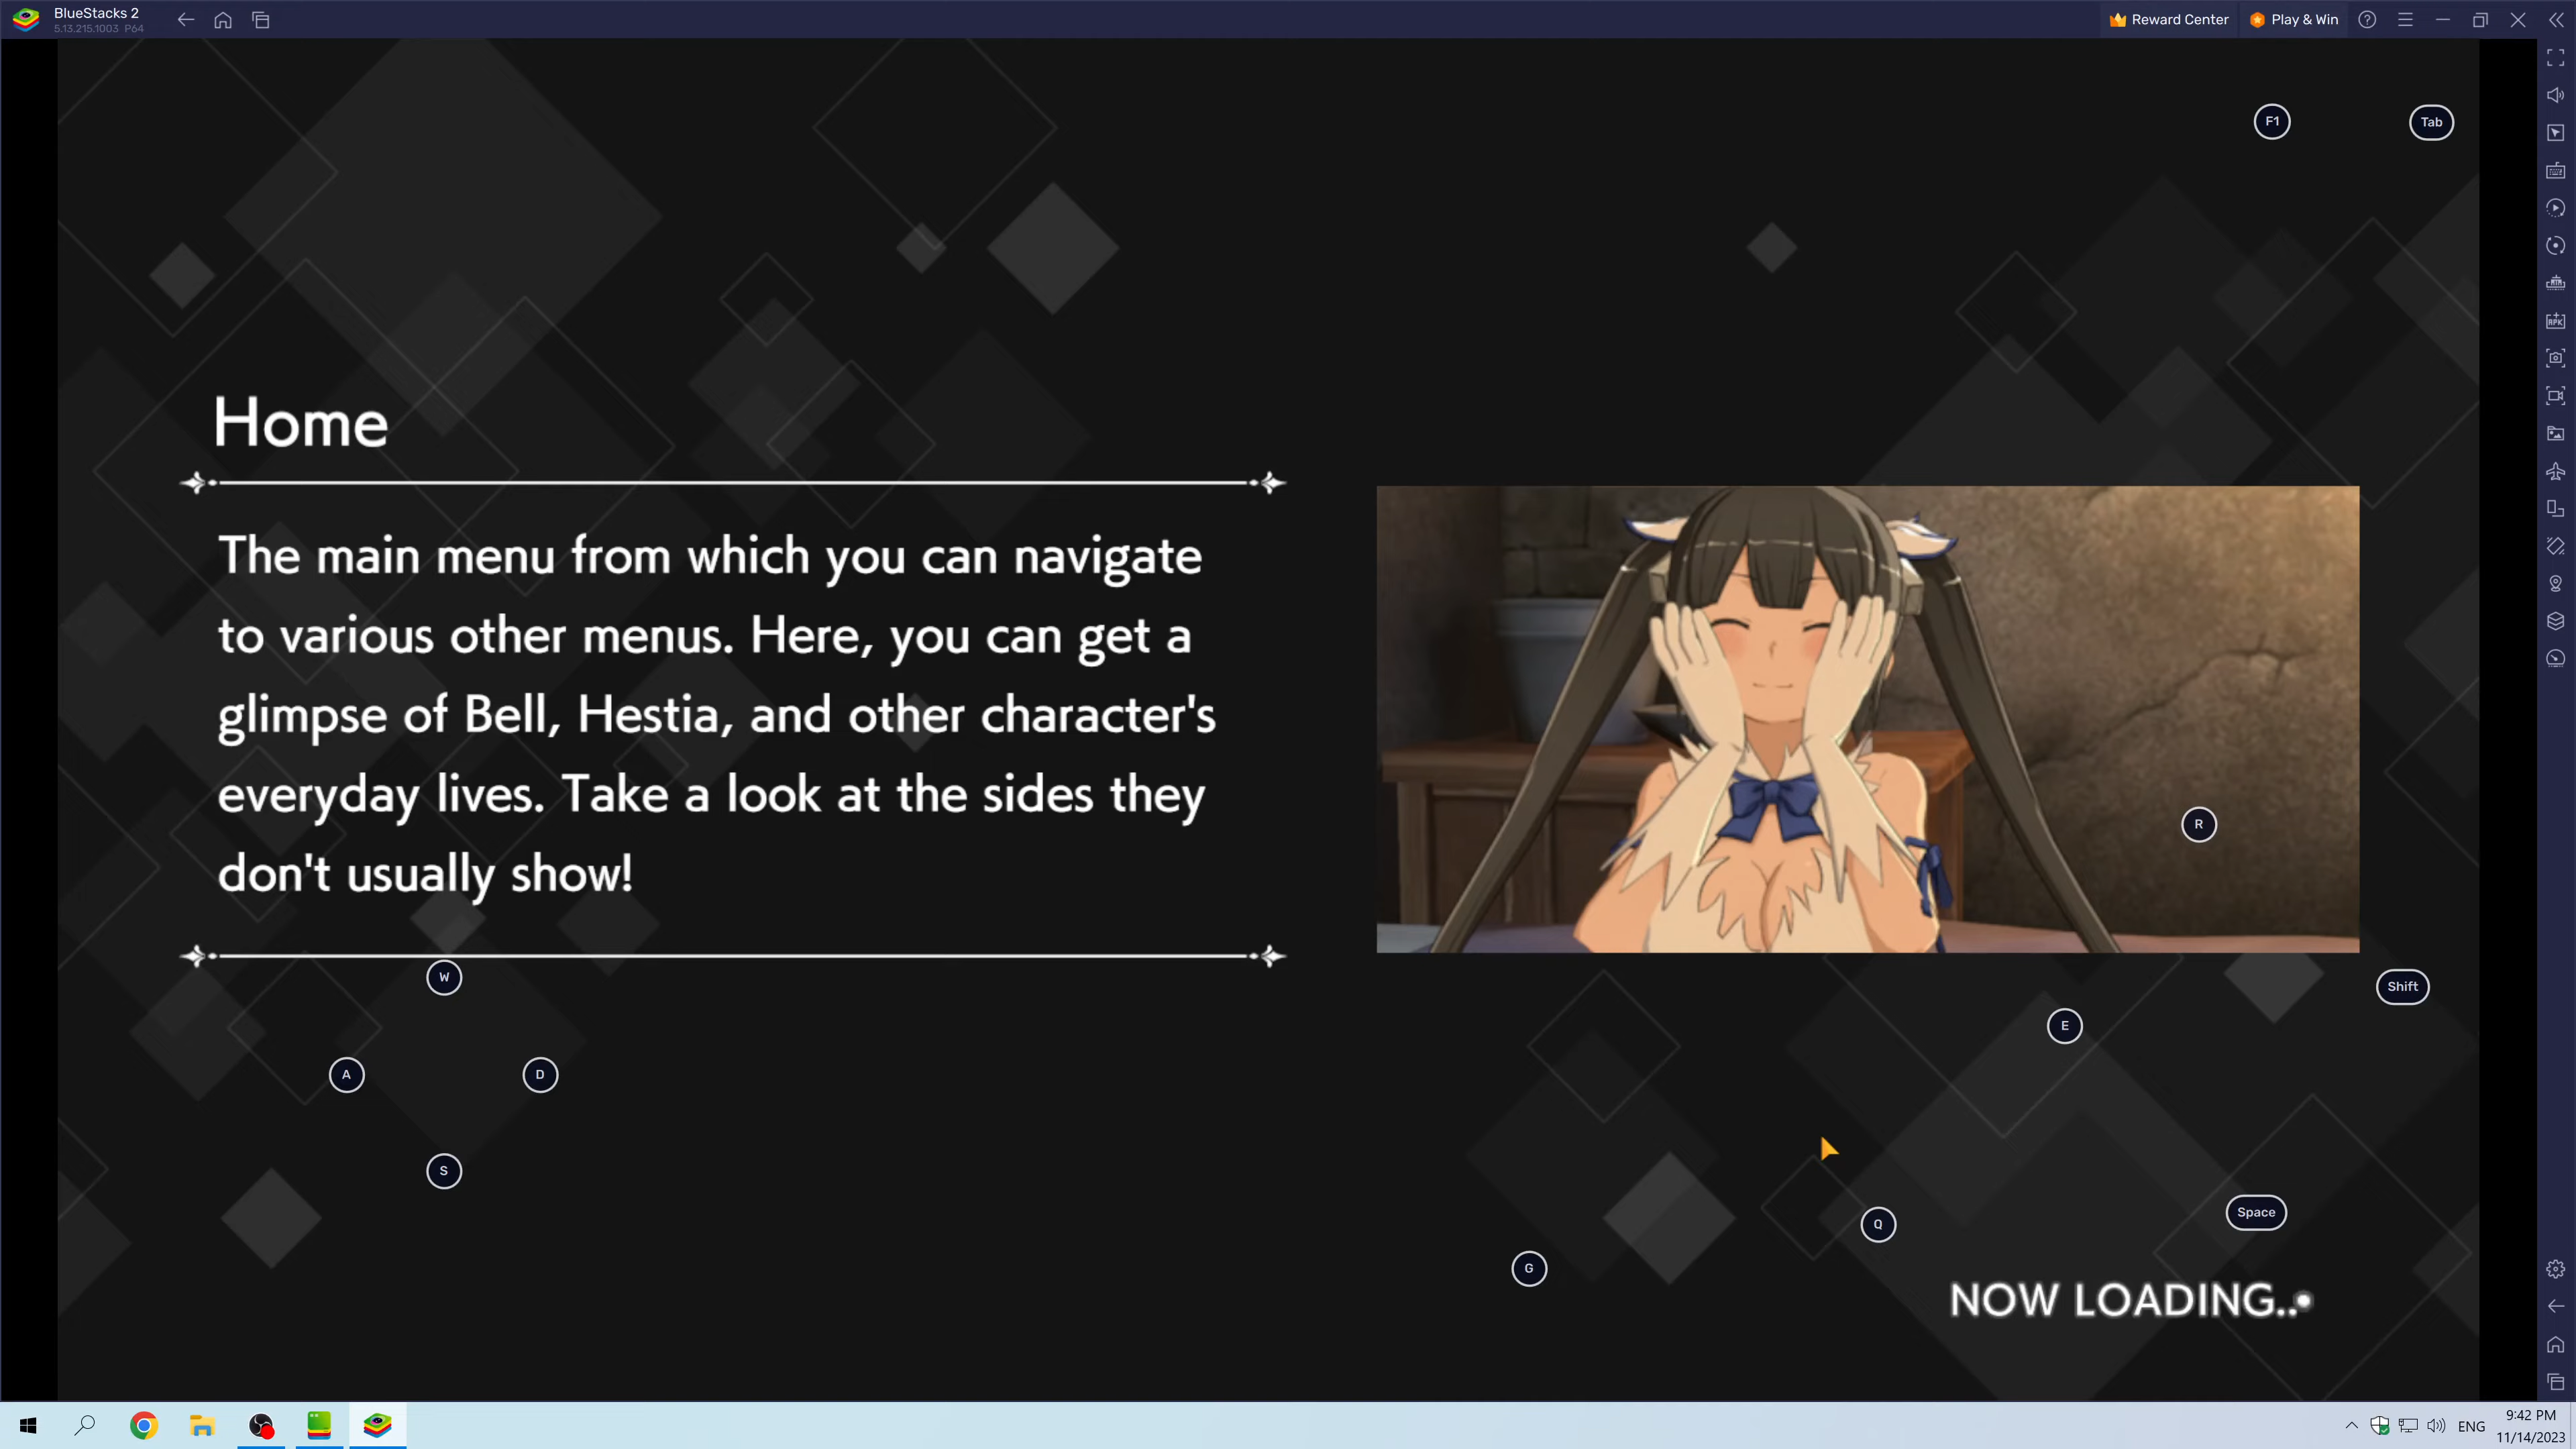 BlueStacks 2
5.13.215.1003 P64
Reward Center
Play & Win
F1
Tab
Home
The main menu from which you can navigate
to various other menus. Here, you can get a
glimpse of Bell, Hestia, and other character's
everyday lives. Take a look at the sides they
don't usually show!
R
W
Shift
E
A
D
S
Space
Q
G
NOW LOADING...
ENG
9:42 PM
11/14/2023